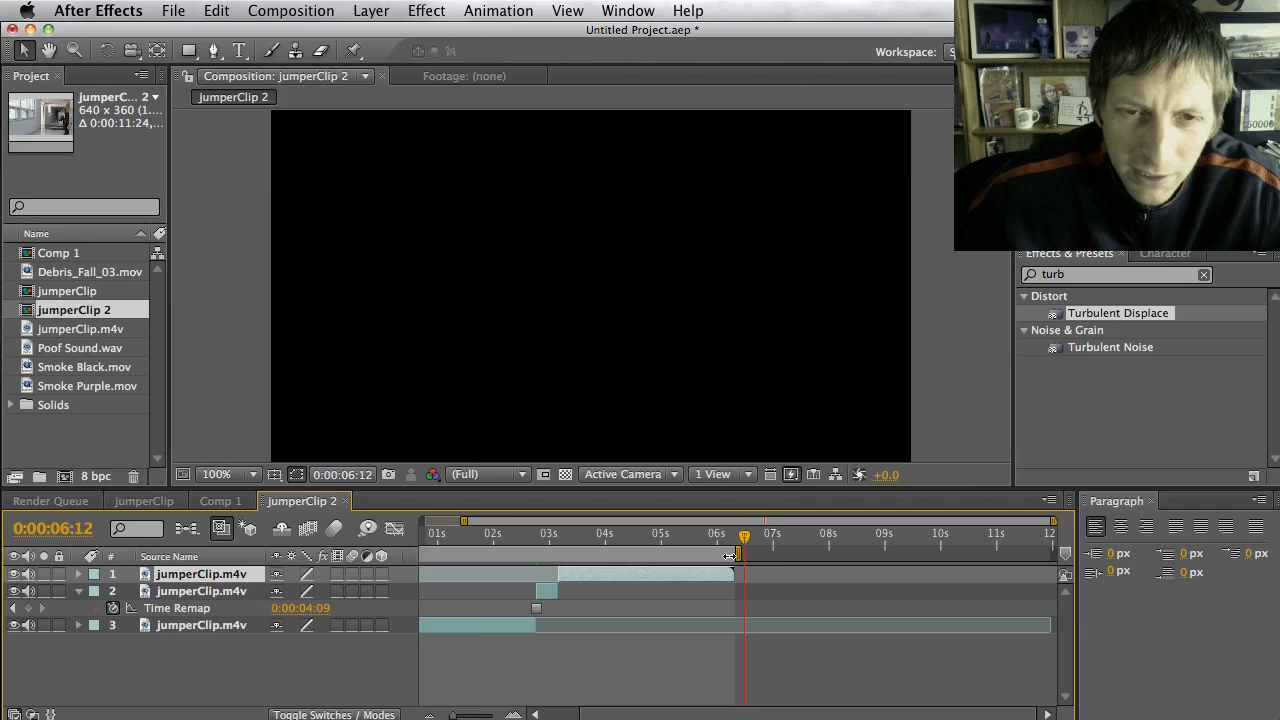 After Effects File Edit Composition Layer Effect Animation View Window Help
Untitled Project.aep *
Workspace: S
Project
Composition: jumperClip 2
Footage: (none)
jumperC... 2
640 x 360 (1....
Δ 0:00:11:24,...
jumperClip 2
50000
Effects & Presets Character
turb
Name
Comp 1
Debris_Fall_03.mov
jumperClip
jumperClip 2
jumperClip.m4v
Poof Sound.wav
Smoke Black.mov
Smoke Purple.mov
Solids
Distort
Turbulent Displace
Noise & Grain
Turbulent Noise
8 bpc
100% 0:00:06:12 (Full) Active Camera 1 View +0.0
Render Queue jumperClip Comp 1 jumperClip 2
Paragraph
0:00:06:12
01s 02s 03s 04s 05s 06s 07s 08s 09s 10s 11s 12
# Source Name
1 jumperClip.m4v
2 jumperClip.m4v
Time Remap 0:00:04:09
3 jumperClip.m4v
0 px 0 px
0 px 0 px
0 px
Toggle Switches / Modes